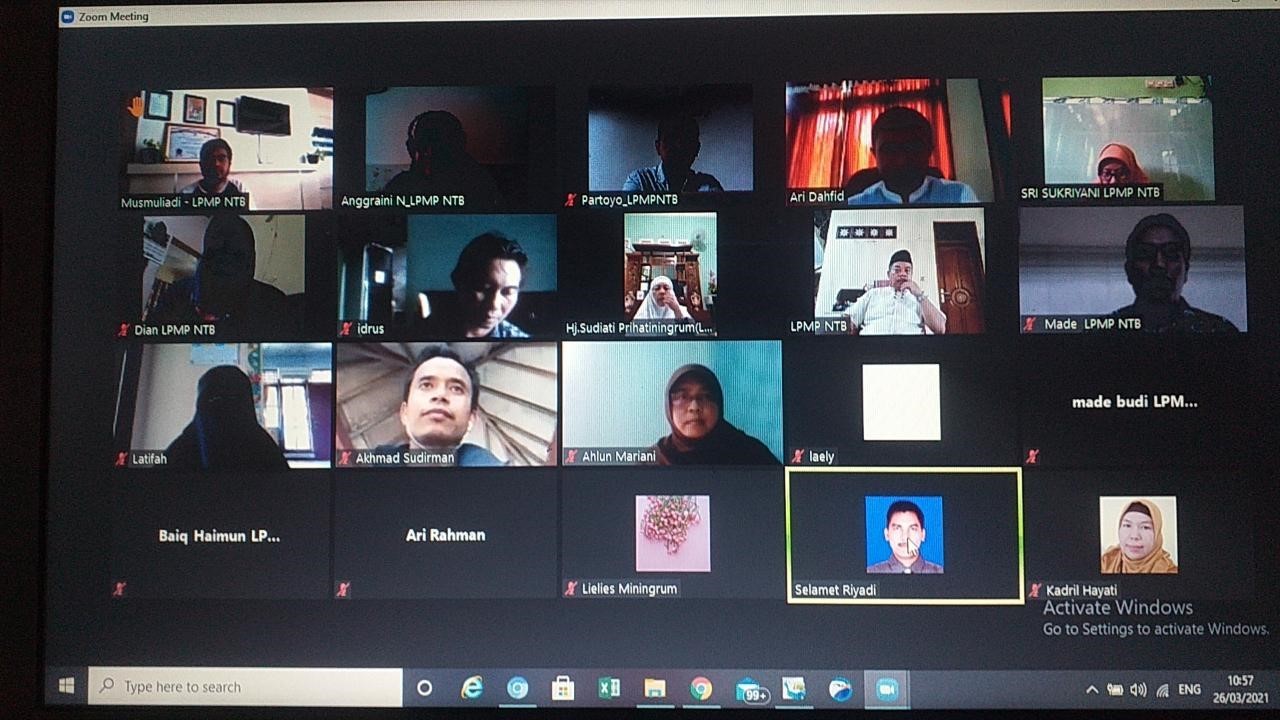 Zoom Meeting
Musmuliadi - LPMP NTB
Anggraini N_LPMP NTB
Partoyo_LPMPNTB
Ari Dahfid
SRI SUKRIYANI LPMP NTB
Dian LPMP NTB
idrus
Hj.Sudiati Prihatiningrum(L...
LPMP NTB
Made LPMP NTB
Latifah
Akhmad Sudirman
Ahlun Mariani
laely
made budi LPM...
Baiq Haimun LP...
Ari Rahman
Lielies Miningrum
Selamet Riyadi
Kadril Hayati
Activate Windows
Go to Settings to activate Windows.
Type here to search
99+
ENG
10:57
26/03/2021